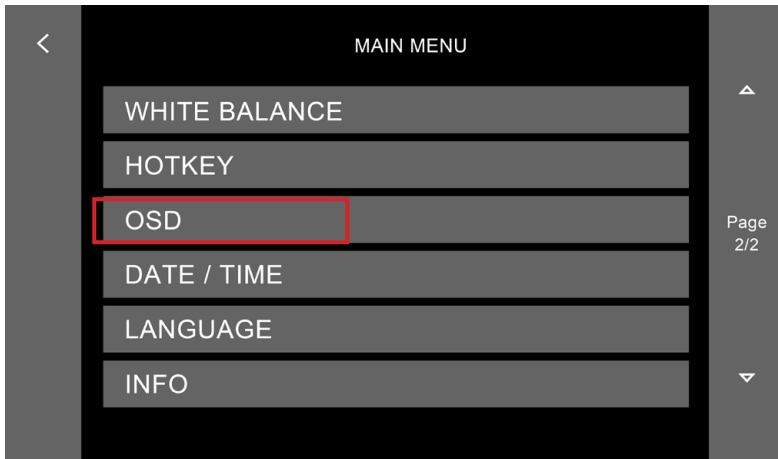 MAIN MENU
WHITE BALANCE
HOTKEY
OSD
DATE / TIME
LANGUAGE
INFO
Page
2/2